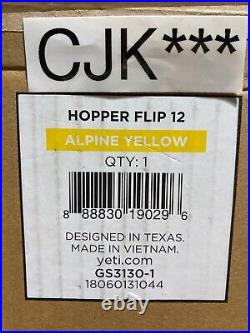 CJK***
HOPPER FLIP 12
ALPINE YELLOW
QTY: 1
8 88830 19029 6
DESIGNED IN TEXAS.
MADE IN VIETNAM.
yeti.com
GS3130-1
18060131044